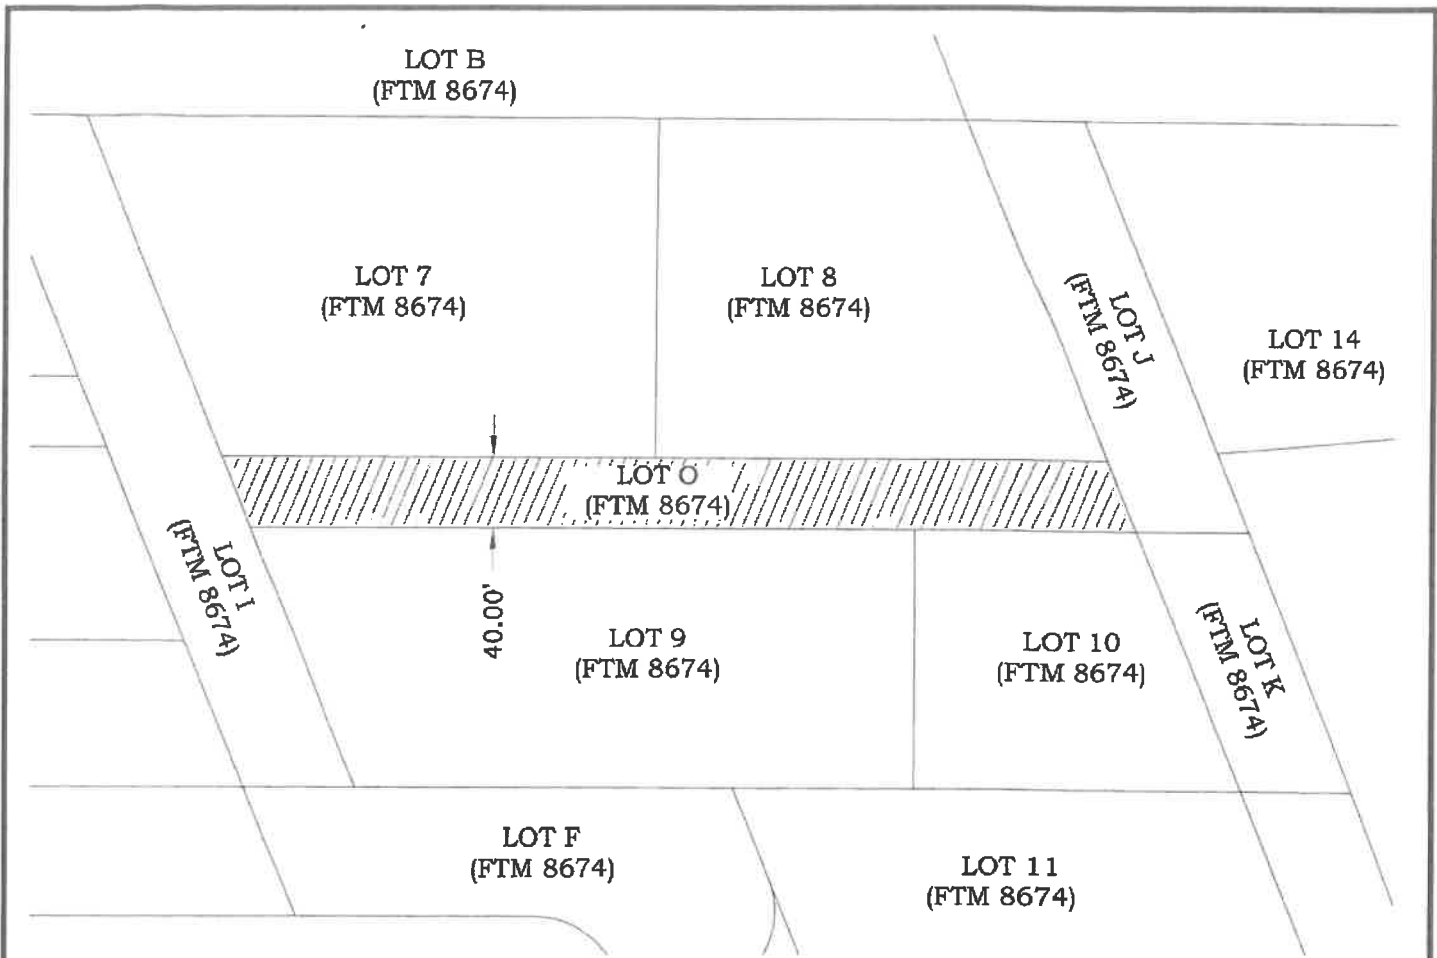 LOT B
(FTM 8674)
LOT 7
(FTM 8674)
LOT 8
(FTM 8674)
LOT J
(FTM 8674)
LOT 14
(FTM 8674)
LOT O
(FTM 8674)
LOT I
(FTM 8674)
40.00'
LOT 9
(FTM 8674)
LOT 10
(FTM 8674)
LOT K
(FTM 8674)
LOT F
(FTM 8674)
LOT 11
(FTM 8674)